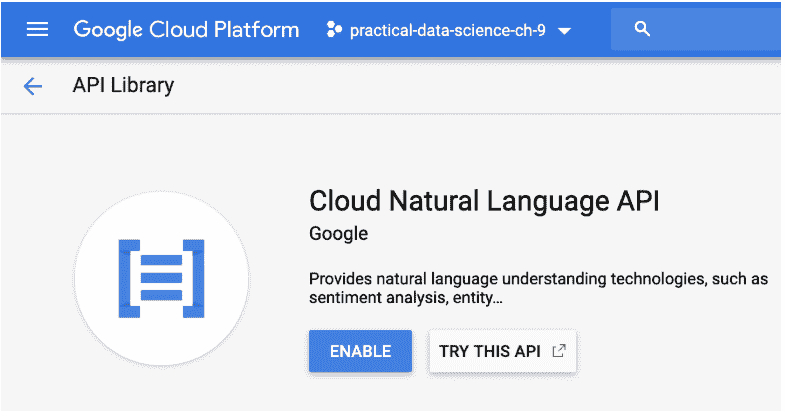 Google Cloud Platform practical-data-science-ch-9
API Library
Cloud Natural Language API
Google
Provides natural language understanding technologies, such as
sentiment analysis, entity...
ENABLE TRY THIS API